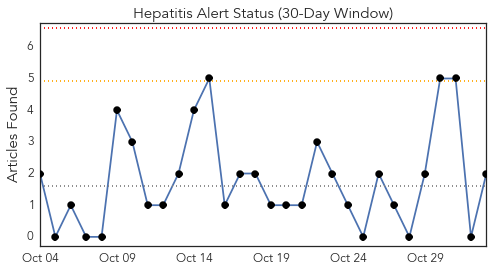 Hepatitis Alert Status (30-Day Window)
Articles Found
6
5
4
3
2
1
0
Oct 04 Oct 09 Oct 14 Oct 19 Oct 24 Oct 29